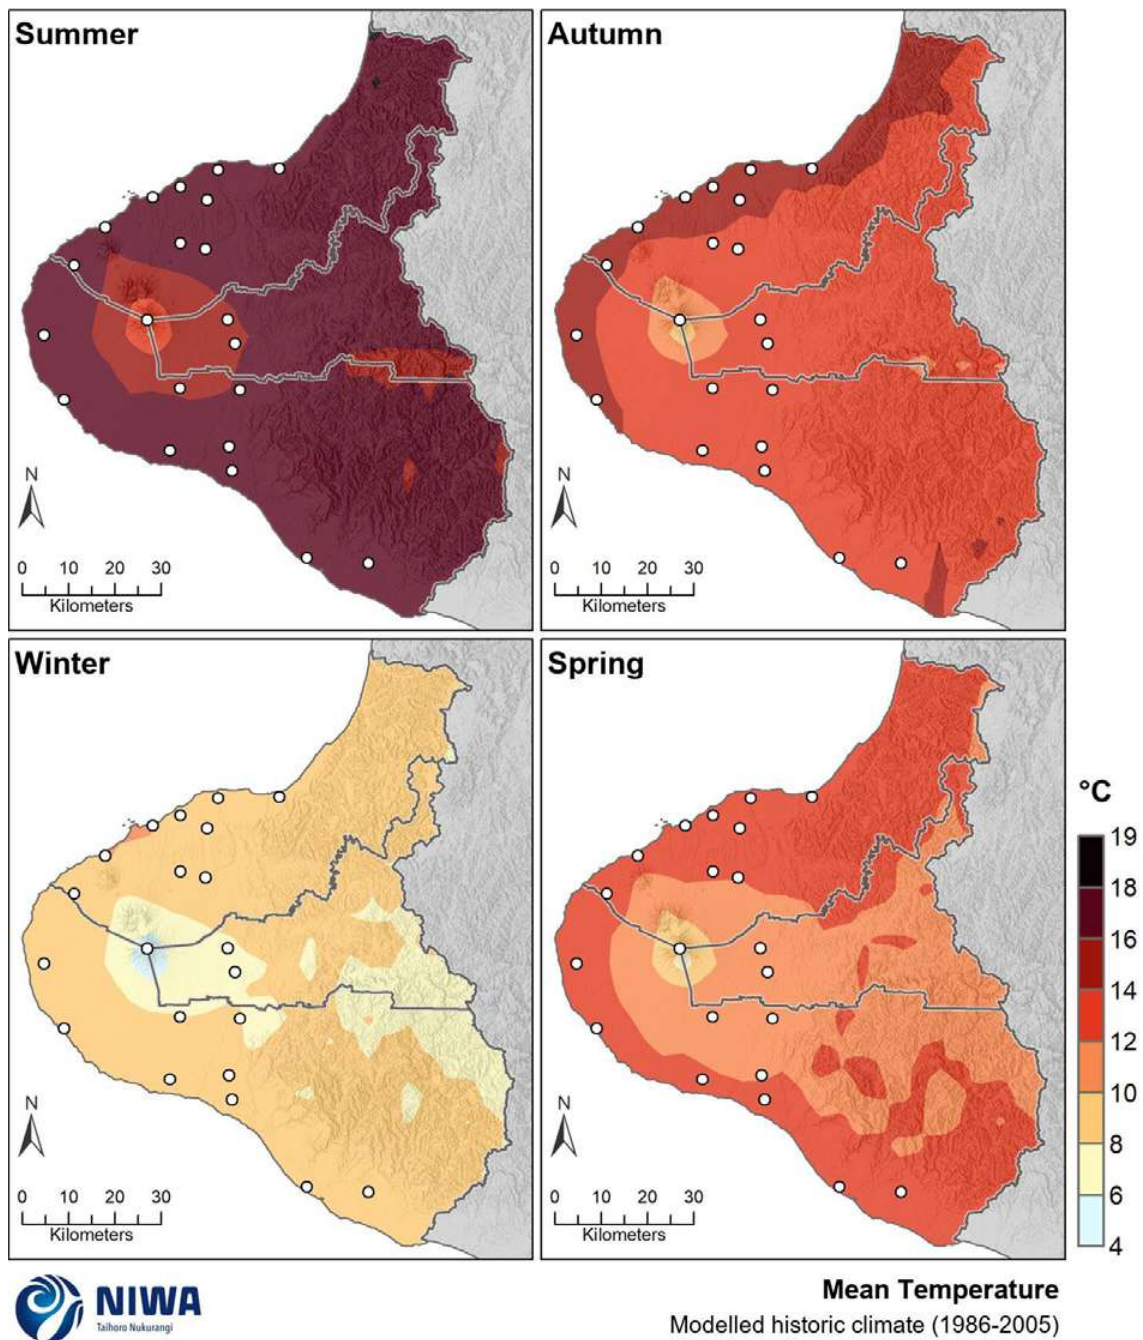 Summer
N
0 10 20 30
Kilometers
Autumn
N
0 10 20 30
Kilometers
Winter
N
0 10 20 30
Kilometers
Spring
N
0 10 20 30
Kilometers
°C
19
18
16
14
12
10
8
6
4
NIWA
Taihoro Nukurangi
Mean Temperature
Modelled historic climate (1986-2005)